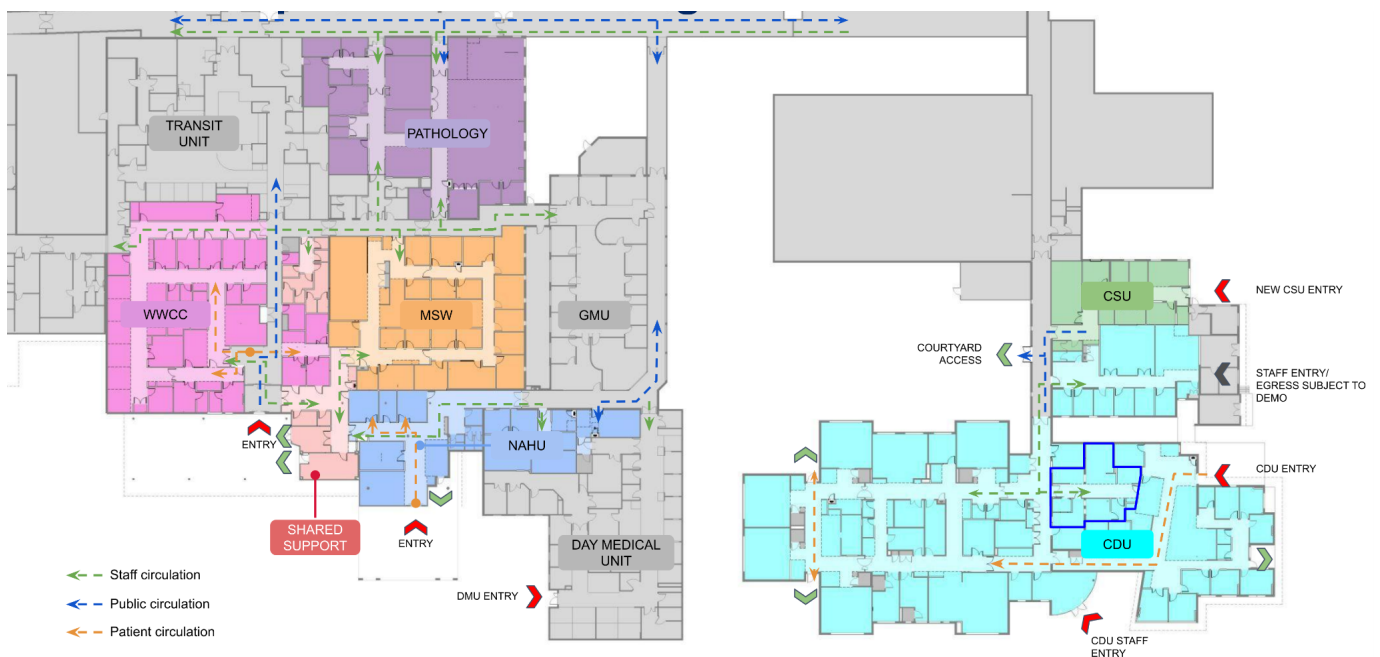 TRANSIT
UNIT
PATHOLOGY
WWCC
MSW
GMU
CSU
NEW CSU ENTRY
COURTYARD
ACCESS
STAFF ENTRY/
EGRESS SUBJECT TO
DEMO
ENTRY
NAHU
CDU ENTRY
SHARED
SUPPORT
ENTRY
DAY MEDICAL
UNIT
CDU
Staff circulation
Public circulation
Patient circulation
DMU ENTRY
CDU STAFF
ENTRY